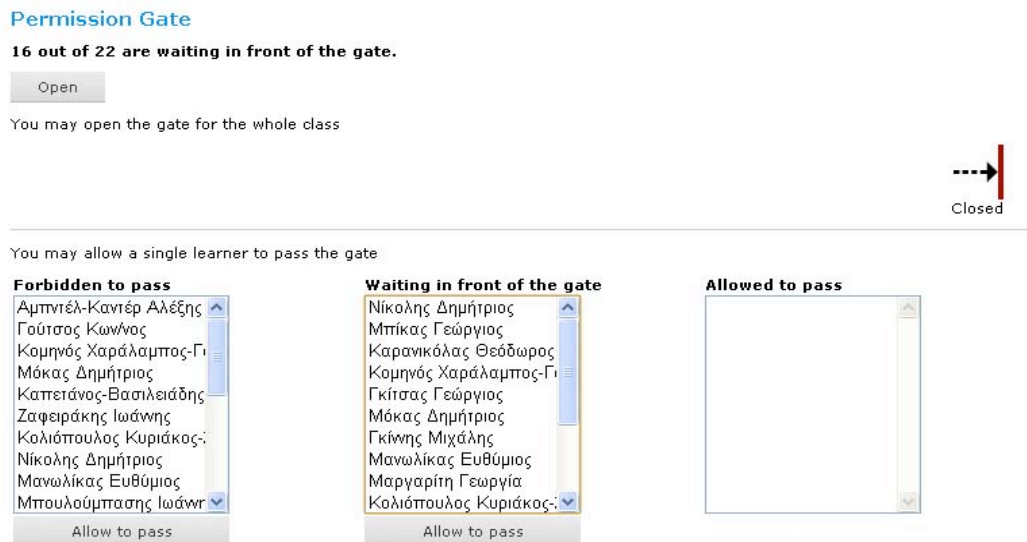 Permission Gate
16 out of 22 are waiting in front of the gate.
Open
You may open the gate for the whole class
Closed
You may allow a single learner to pass the gate
Forbidden to pass
Αμπντέλ-Καντέρ Αλέξης
Γούτσος Κων/νος
Κομηνός Χαράλαμπος-Γι
Μόκας Δημήτριος
Καπετάνος-Βασιλειάδης
Ζαφειράκης Ιωάννης
Κολιόπουλος Κυριάκος-Σ
Νίκολης Δημήτριος
Μανωλίκας Ευθύμιος
Μπουλούμπασης Ιωάνν
Allow to pass
Waiting in front of the gate
Νίκολης Δημήτριος
Μπίκας Γεώργιος
Καρανικόλας Θεόδωρος
Κομηνός Χαράλαμπος-Γι
Γκίτσας Γεώργιος
Μόκας Δημήτριος
Γκίννης Μιχάλης
Μανωλίκας Ευθύμιος
Μαργαρίτη Γεωργία
Κολιόπουλος Κυριάκος-Σ
Allow to pass
Allowed to pass